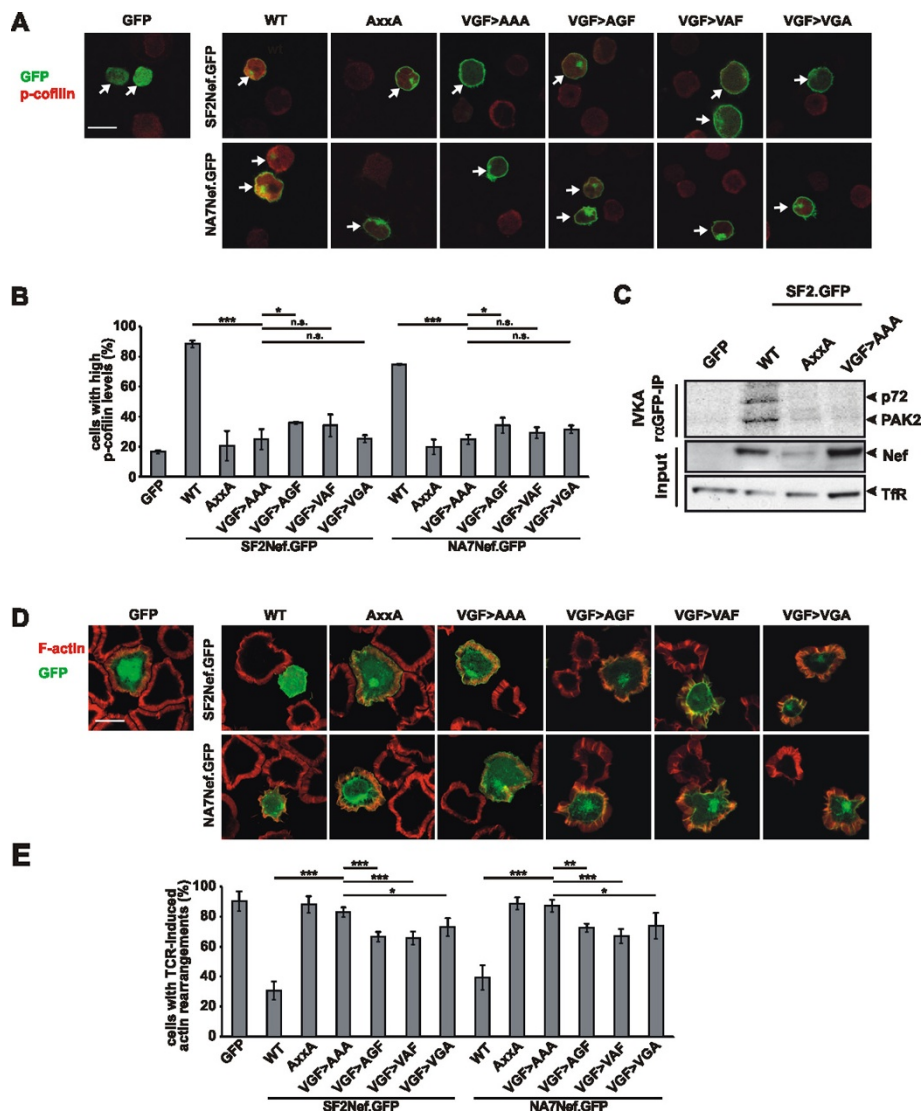 A
GFP
WT
AxxA
VGF>AAA
VGF>AGF
VGF>VAF
VGF>VGA
GFP
p-cofilin
wt
SF2Nef.GFP
NA7Nef.GFP
B
cells with high
p-cofilin levels (%)
100
80
60
40
20
0
***
*
n.s.
n.s.
***
*
n.s.
n.s.
GFP
WT
AxxA
VGF>AAA
VGF>AGF
VGF>VAF
VGF>VGA
WT
AxxA
VGF>AAA
VGF>AGF
VGF>VAF
VGF>VGA
SF2Nef.GFP
NA7Nef.GFP
C
SF2.GFP
GFP
WT
AxxA
VGF>AAA
IVKA
rαGFP-IP
Input
p72
PAK2
Nef
TfR
D
GFP
WT
AxxA
VGF>AAA
VGF>AGF
VGF>VAF
VGF>VGA
F-actin
GFP
SF2Nef.GFP
NA7Nef.GFP
E
cells with TCR-induced
actin rearrangements (%)
100
80
60
40
20
0
***
***
***
*
***
**
***
*
GFP
WT
AxxA
VGF>AAA
VGF>AGF
VGF>VAF
VGF>VGA
WT
AxxA
VGF>AAA
VGF>AGF
VGF>VAF
VGF>VGA
SF2Nef.GFP
NA7Nef.GFP